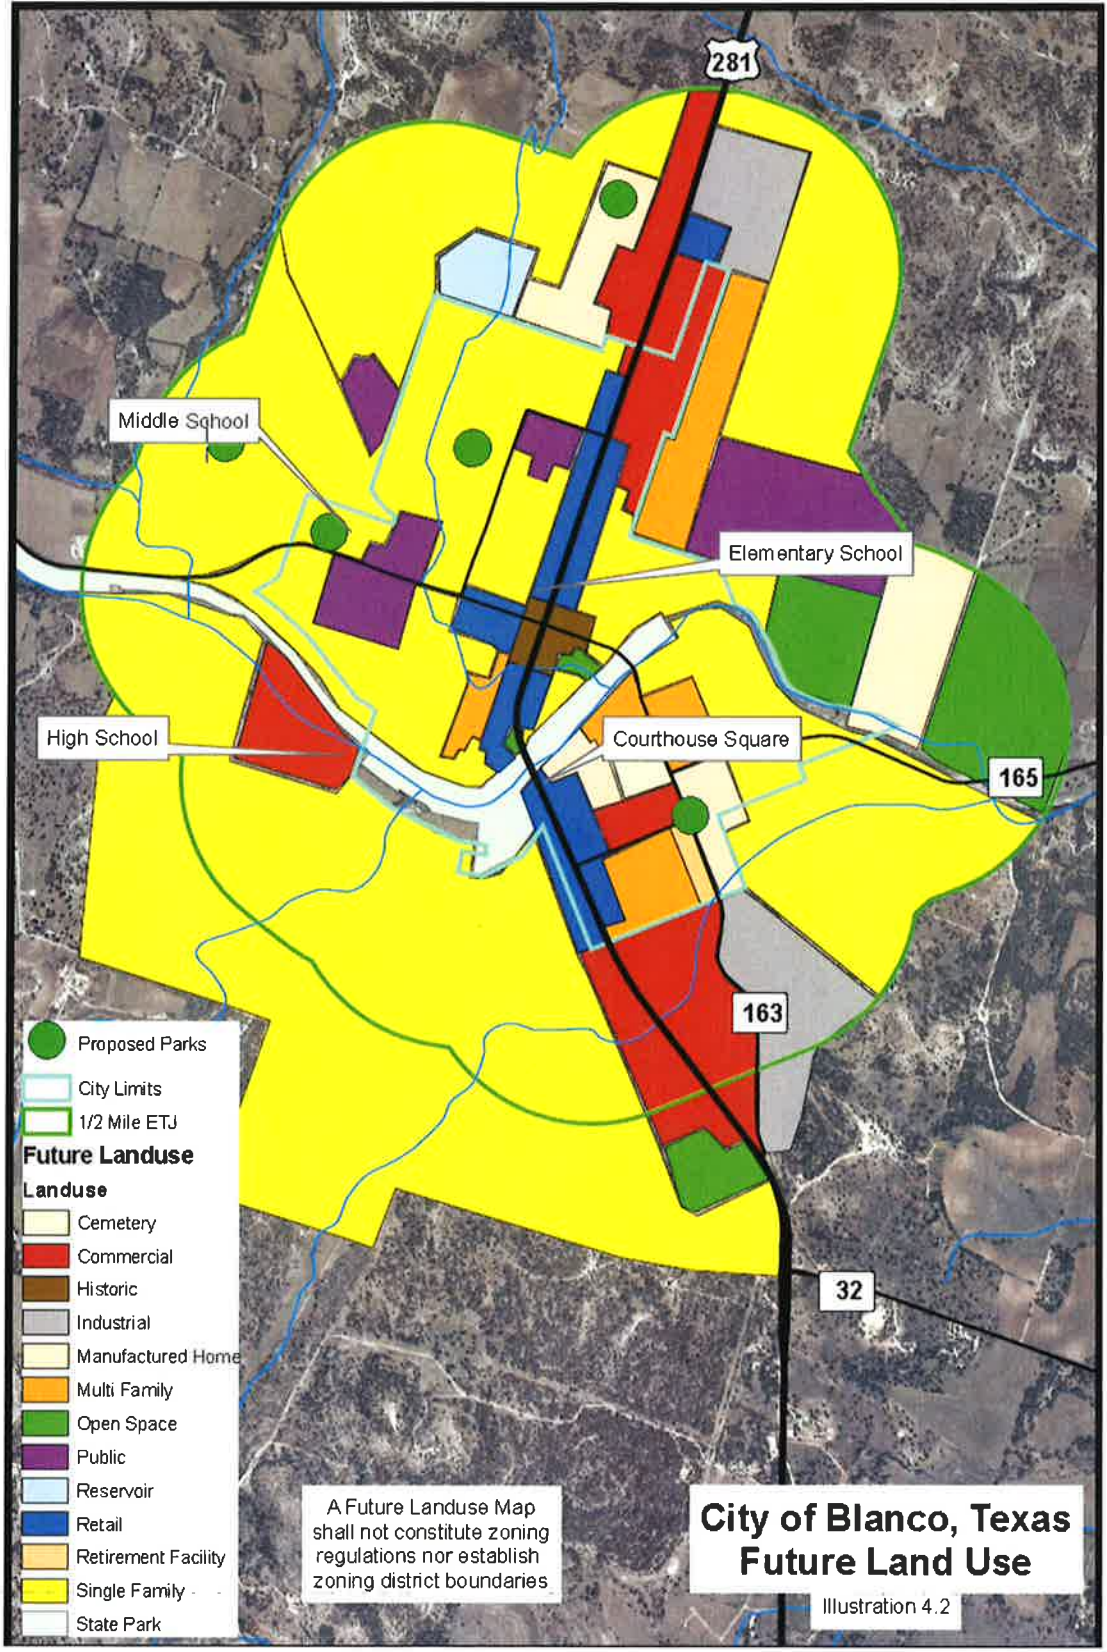 281
Middle School
Elementary School
High School
Courthouse Square
165
163
32
Proposed Parks
City Limits
1/2 Mile ETJ
Future Landuse
Landuse
Cemetery
Commercial
Historic
Industrial
Manufactured Home
Multi Family
Open Space
Public
Reservoir
Retail
Retirement Facility
Single Family
State Park
A Future Landuse Map
shall not constitute zoning
regulations nor establish
zoning district boundaries
City of Blanco, Texas
Future Land Use
Illustration 4.2